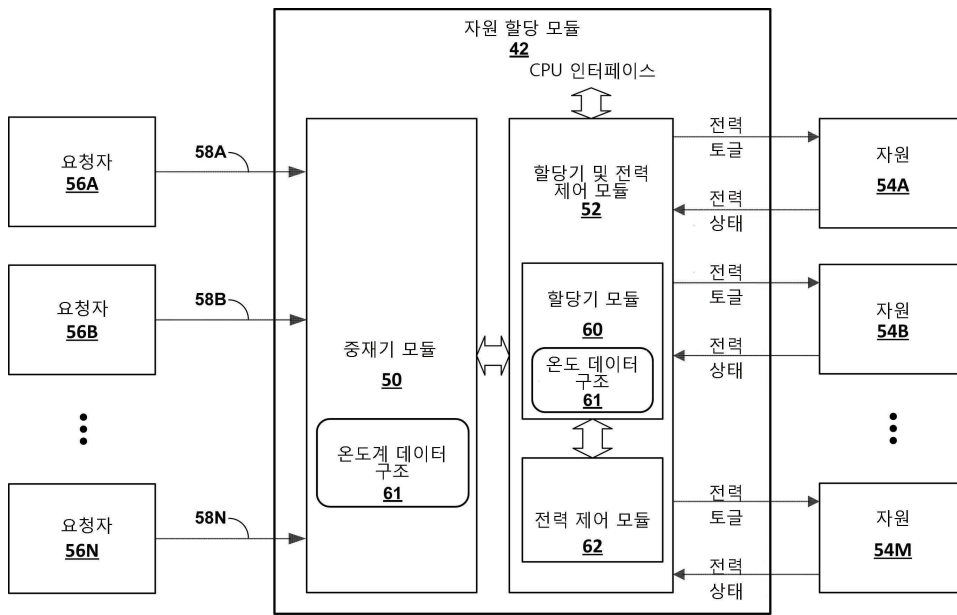 자원 할당 모듈
42
CPU 인터페이스
요청자
56A
58A
요청자
56B
58B
요청자
56N
58N
중재기 모듈
50
온도계 데이터
구조
61
할당기 및 전력
제어 모듈
52
할당기 모듈
60
온도 데이터
구조
61
전력 제어 모듈
62
전력
토글
전력
상태
자원
54A
전력
토글
전력
상태
자원
54B
전력
토글
전력
상태
자원
54M